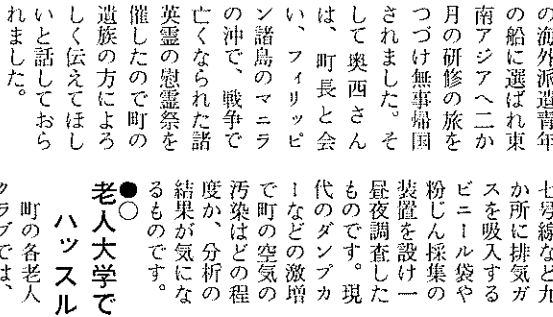 の海外派遣青年
の船に選ばれ東
南アジアへ二か
月の研修の旅を
つづけ無事帰国
されました。そ
して奥西さん
は、町長と会
い、フィリッピ
ン諸島のマニラ
の沖で、戦争で
亡くなられた諸
英霊の慰霊祭を
催したので町の
遺族の方によろ
しく伝えてほし
いと話しておら
れました。
七号線など九
か所に排気ガ
スを吸入する
ビニール袋や
粉じん採集の
装置を設け一
昼夜調査した
ものです。現
代のダンプカ
ーなどの激増
で町の空気の
汚染はどの程
度か、分析の
結果が気にな
るものです。
●○
老人大学で
ハッスル
町の各老人
クラブでは、